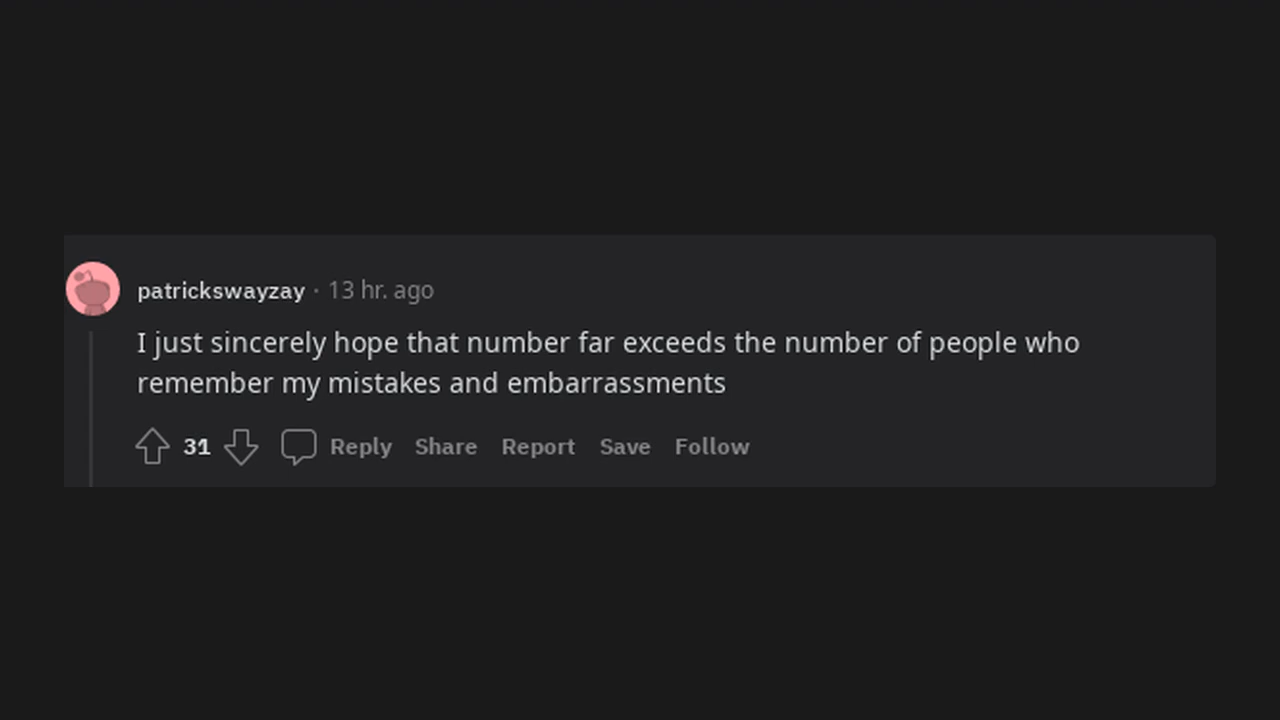 patrickswayzay · 13 hr. ago
I just sincerely hope that number far exceeds the number of people who
remember my mistakes and embarrassments
31 Reply Share Report Save Follow